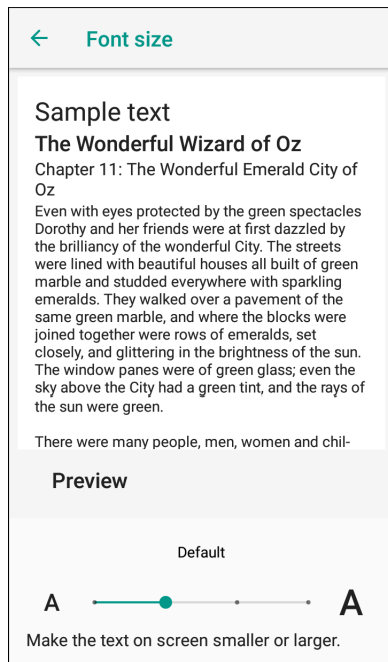 Font size
Sample text
The Wonderful Wizard of Oz
Chapter 11: The Wonderful Emerald City of
Oz
Even with eyes protected by the green spectacles
Dorothy and her friends were at first dazzled by
the brilliancy of the wonderful City. The streets
were lined with beautiful houses all built of green
marble and studded everywhere with sparkling
emeralds. They walked over a pavement of the
same green marble, and where the blocks were
joined together were rows of emeralds, set
closely, and glittering in the brightness of the sun.
The window panes were of green glass; even the
sky above the City had a green tint, and the rays of
the sun were green.
There were many people, men, women and chil-
Preview
Default
A A
Make the text on screen smaller or larger.